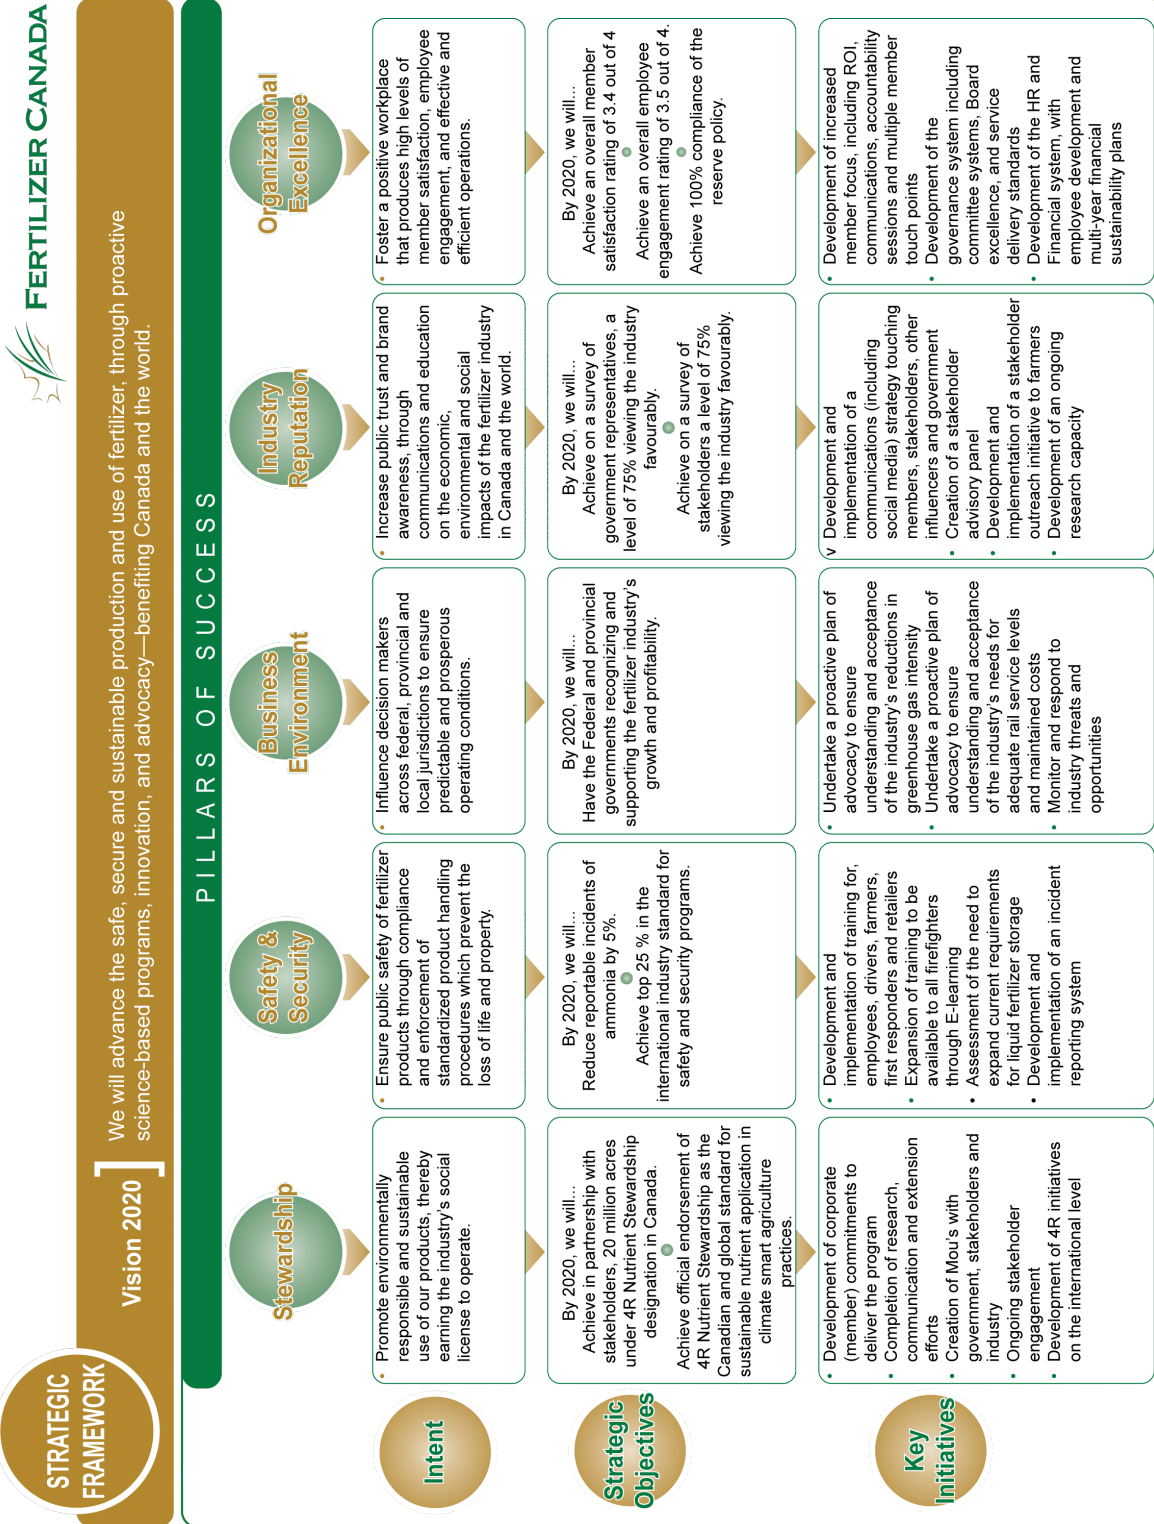 STRATEGIC
FRAMEWORK
Vision 2020
We will advance the safe, secure and sustainable production and use of fertilizer, through proactive
science-based programs, innovation, and advocacy—benefiting Canada and the world.
FERTILIZER CANADA
PILLARS OF SUCCESS
Stewardship
Safety &
Security
Business
Environment
Industry
Reputation
Organizational
Excellence
Intent
• Promote environmentally
responsible and sustainable
use of our products, thereby
earning the industry's social
license to operate.
• Ensure public safety of fertilizer
products through compliance
and enforcement of
standardized product handling
procedures which prevent the
loss of life and property.
• Influence decision makers
across federal, provincial and
local jurisdictions to ensure
predictable and prosperous
operating conditions.
• Increase public trust and brand
awareness, through
communications and education
on the economic,
environmental and social
impacts of the fertilizer industry
in Canada and the world.
• Foster a positive workplace
that produces high levels of
member satisfaction, employee
engagement, and effective and
efficient operations.
Strategic
Objectives
By 2020, we will...
Achieve in partnership with
stakeholders, 20 million acres
under 4R Nutrient Stewardship
designation in Canada.
Achieve official endorsement of
4R Nutrient Stewardship as the
Canadian and global standard for
sustainable nutrient application in
climate smart agriculture
practices.
By 2020, we will...
Reduce reportable incidents of
ammonia by 5%.
Achieve top 25 % in the
international industry standard for
safety and security programs.
By 2020, we will...
Have the Federal and provincial
governments recognizing and
supporting the fertilizer industry's
growth and profitability.
By 2020, we will...
Achieve on a survey of
government representatives, a
level of 75% viewing the industry
favourably.
Achieve on a survey of
stakeholders a level of 75%
viewing the industry favourably.
By 2020, we will...
Achieve an overall member
satisfaction rating of 3.4 out of 4
Achieve an overall employee
engagement rating of 3.5 out of 4.
Achieve 100% compliance of the
reserve policy.
Key
Initiatives
• Development of corporate
(member) commitments to
deliver the program
• Completion of research,
communication and extension
efforts
• Creation of Mou's with
government, stakeholders and
industry
• Ongoing stakeholder
engagement
• Development of 4R initiatives
on the international level
• Development and
implementation of training for,
employees, drivers, farmers,
first responders and retailers
• Expansion of training to be
available to all firefighters
through E-learning
• Assessment of the need to
expand current requirements
for liquid fertilizer storage
• Development and
implementation of an incident
reporting system
• Undertake a proactive plan of
advocacy to ensure
understanding and acceptance
of the industry's reductions in
greenhouse gas intensity
• Undertake a proactive plan of
advocacy to ensure
understanding and acceptance
of the industry's needs for
adequate rail service levels
and maintained costs
• Monitor and respond to
industry threats and
opportunities
v Development and
implementation of a
communications (including
social media) strategy touching
members, stakeholders, other
influencers and government
• Creation of a stakeholder
advisory panel
• Development and
implementation of a stakeholder
outreach initiative to farmers
• Development of an ongoing
research capacity
• Development of increased
member focus, including ROI,
communications, accountability
sessions and multiple member
touch points
• Development of the
governance system including
committee systems, Board
excellence, and service
delivery standards
• Development of the HR and
Financial system, with
employee development and
multi-year financial
sustainability plans